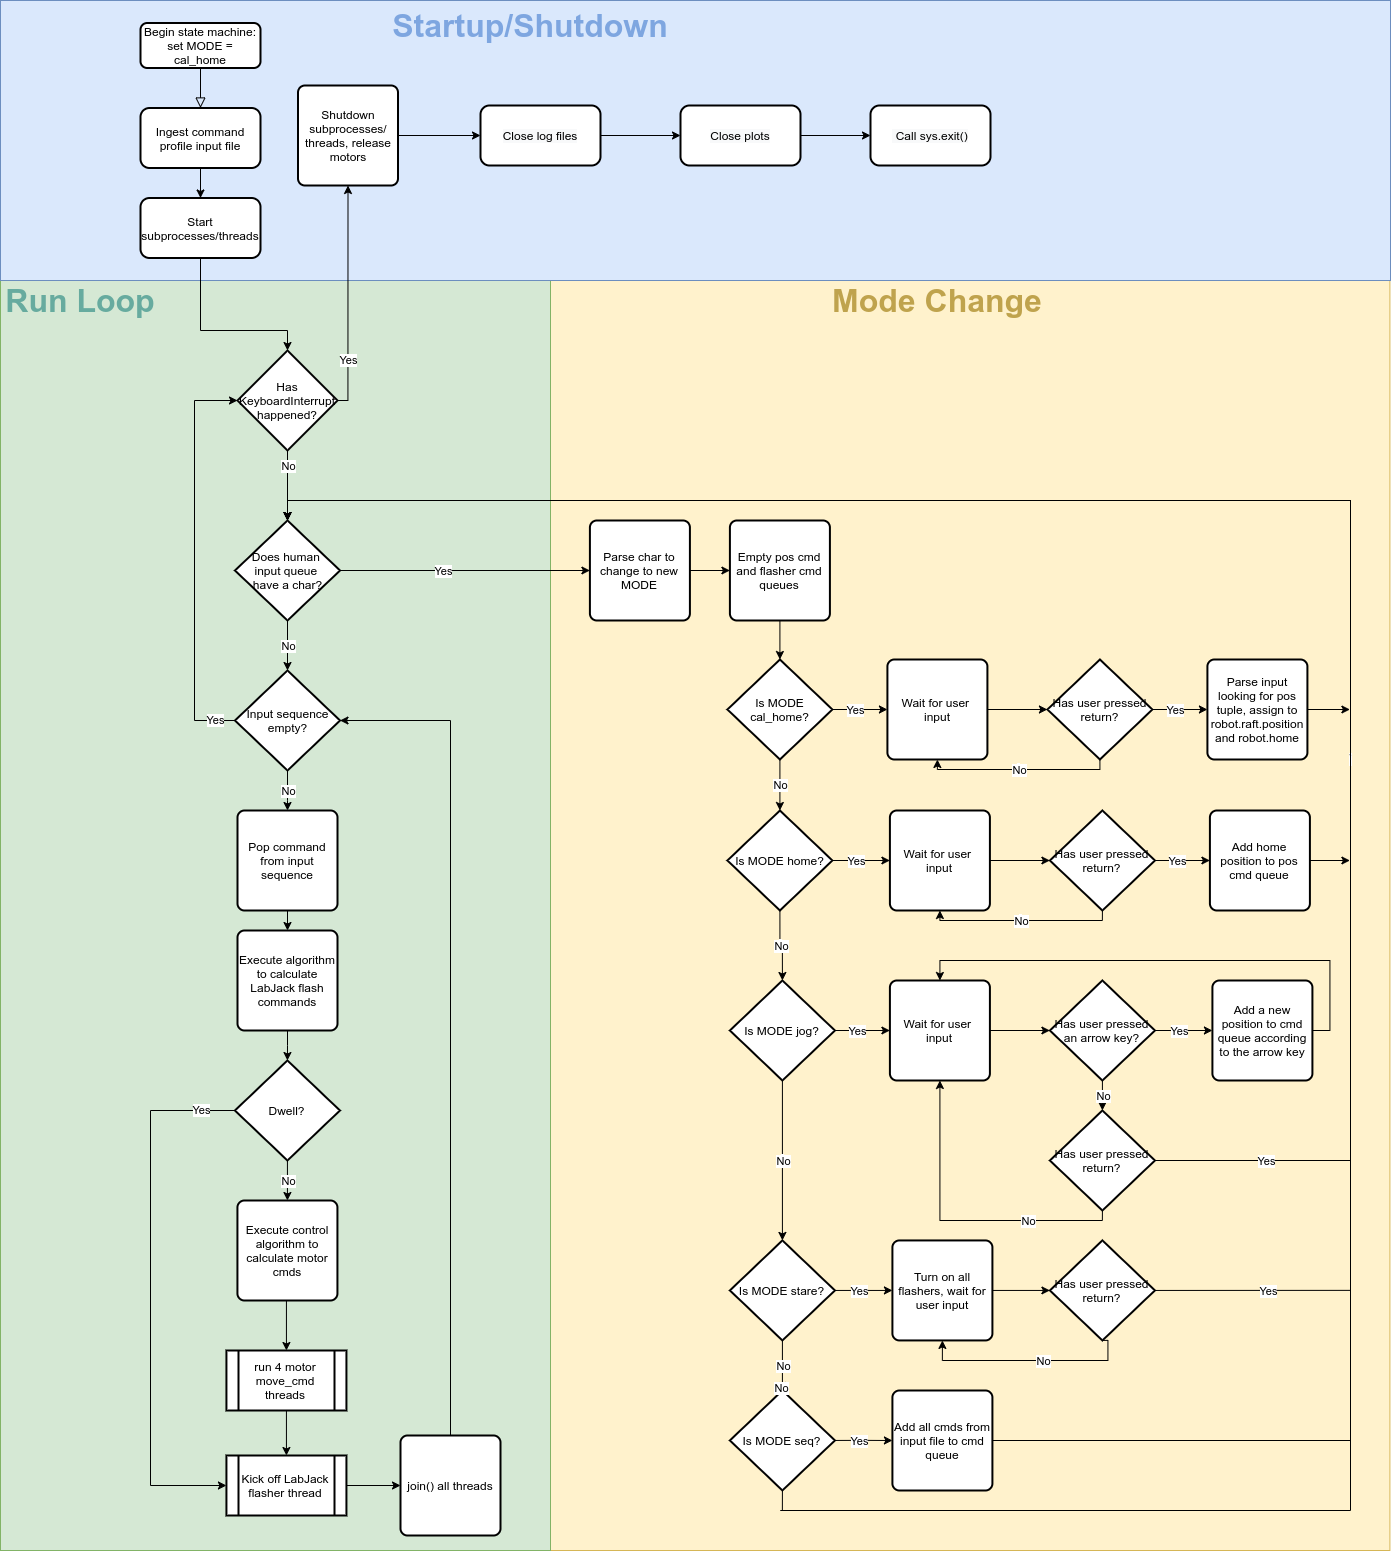 Startup/Shutdown
Begin state machine:
set MODE =
cal_home
Ingest command
profile input file
Start
subprocesses/threads
Shutdown
subprocesses/
threads, release
motors
Close log files
Close plots
Call sys.exit()
Run Loop
Yes
Has
KeyboardInterrupt
happened?
No
Does human
input queue
have a char?
Yes
No
Input sequence
empty?
Yes
No
Pop command
from input
sequence
Execute algorithm
to calculate
LabJack flash
commands
Dwell?
Yes
No
Execute control
algorithm to
calculate motor
cmds
run 4 motor
move_cmd
threads
Kick off LabJack
flasher thread
join() all threads
Mode Change
Parse char to
change to new
MODE
Empty pos cmd
and flasher cmd
queues
Is MODE
cal_home?
Yes
Wait for user
input
Has user pressed
return?
Yes
Parse input
looking for pos
tuple, assign to
robot.raft.position
and robot.home
No
No
Is MODE home?
Yes
Wait for user
input
Has user pressed
return?
Yes
Add home
position to pos
cmd queue
No
No
Is MODE jog?
Yes
Wait for user
input
Has user pressed
an arrow key?
Yes
Add a new
position to cmd
queue according
to the arrow key
No
Has user pressed
return?
Yes
No
No
Is MODE stare?
Yes
Turn on all
flashers, wait for
user input
Has user pressed
return?
Yes
No
No
No
Is MODE seq?
Yes
Add all cmds from
input file to cmd
queue